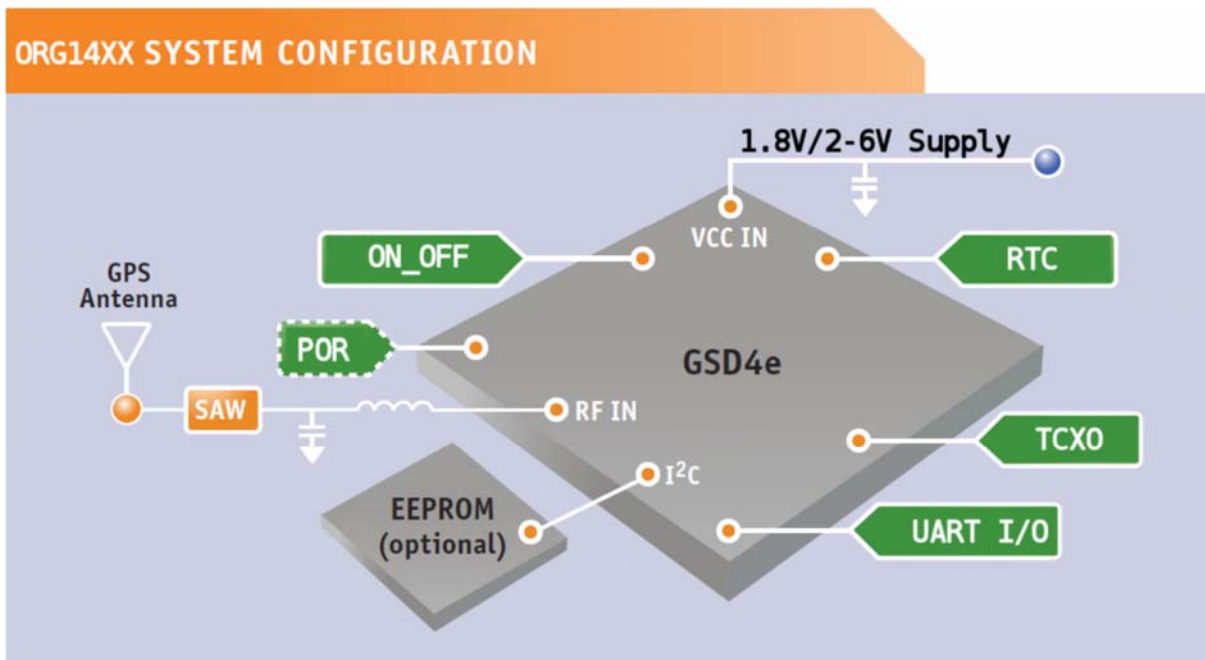 ORG14XX SYSTEM CONFIGURATION
1.8V/2-6V Supply
VCC IN
ON_OFF
RTC
GPS
Antenna
POR
GSD4e
SAW
RF IN
TCXO
I²C
EEPROM
(optional)
UART I/O